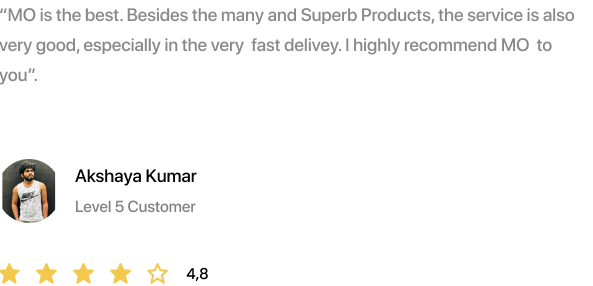 “MO is the best. Besides the many and Superb Products, the service is also
very good, especially in the very  fast delivey. I highly recommend MO  to
you”.
Akshaya Kumar
Level 5 Customer
4,8